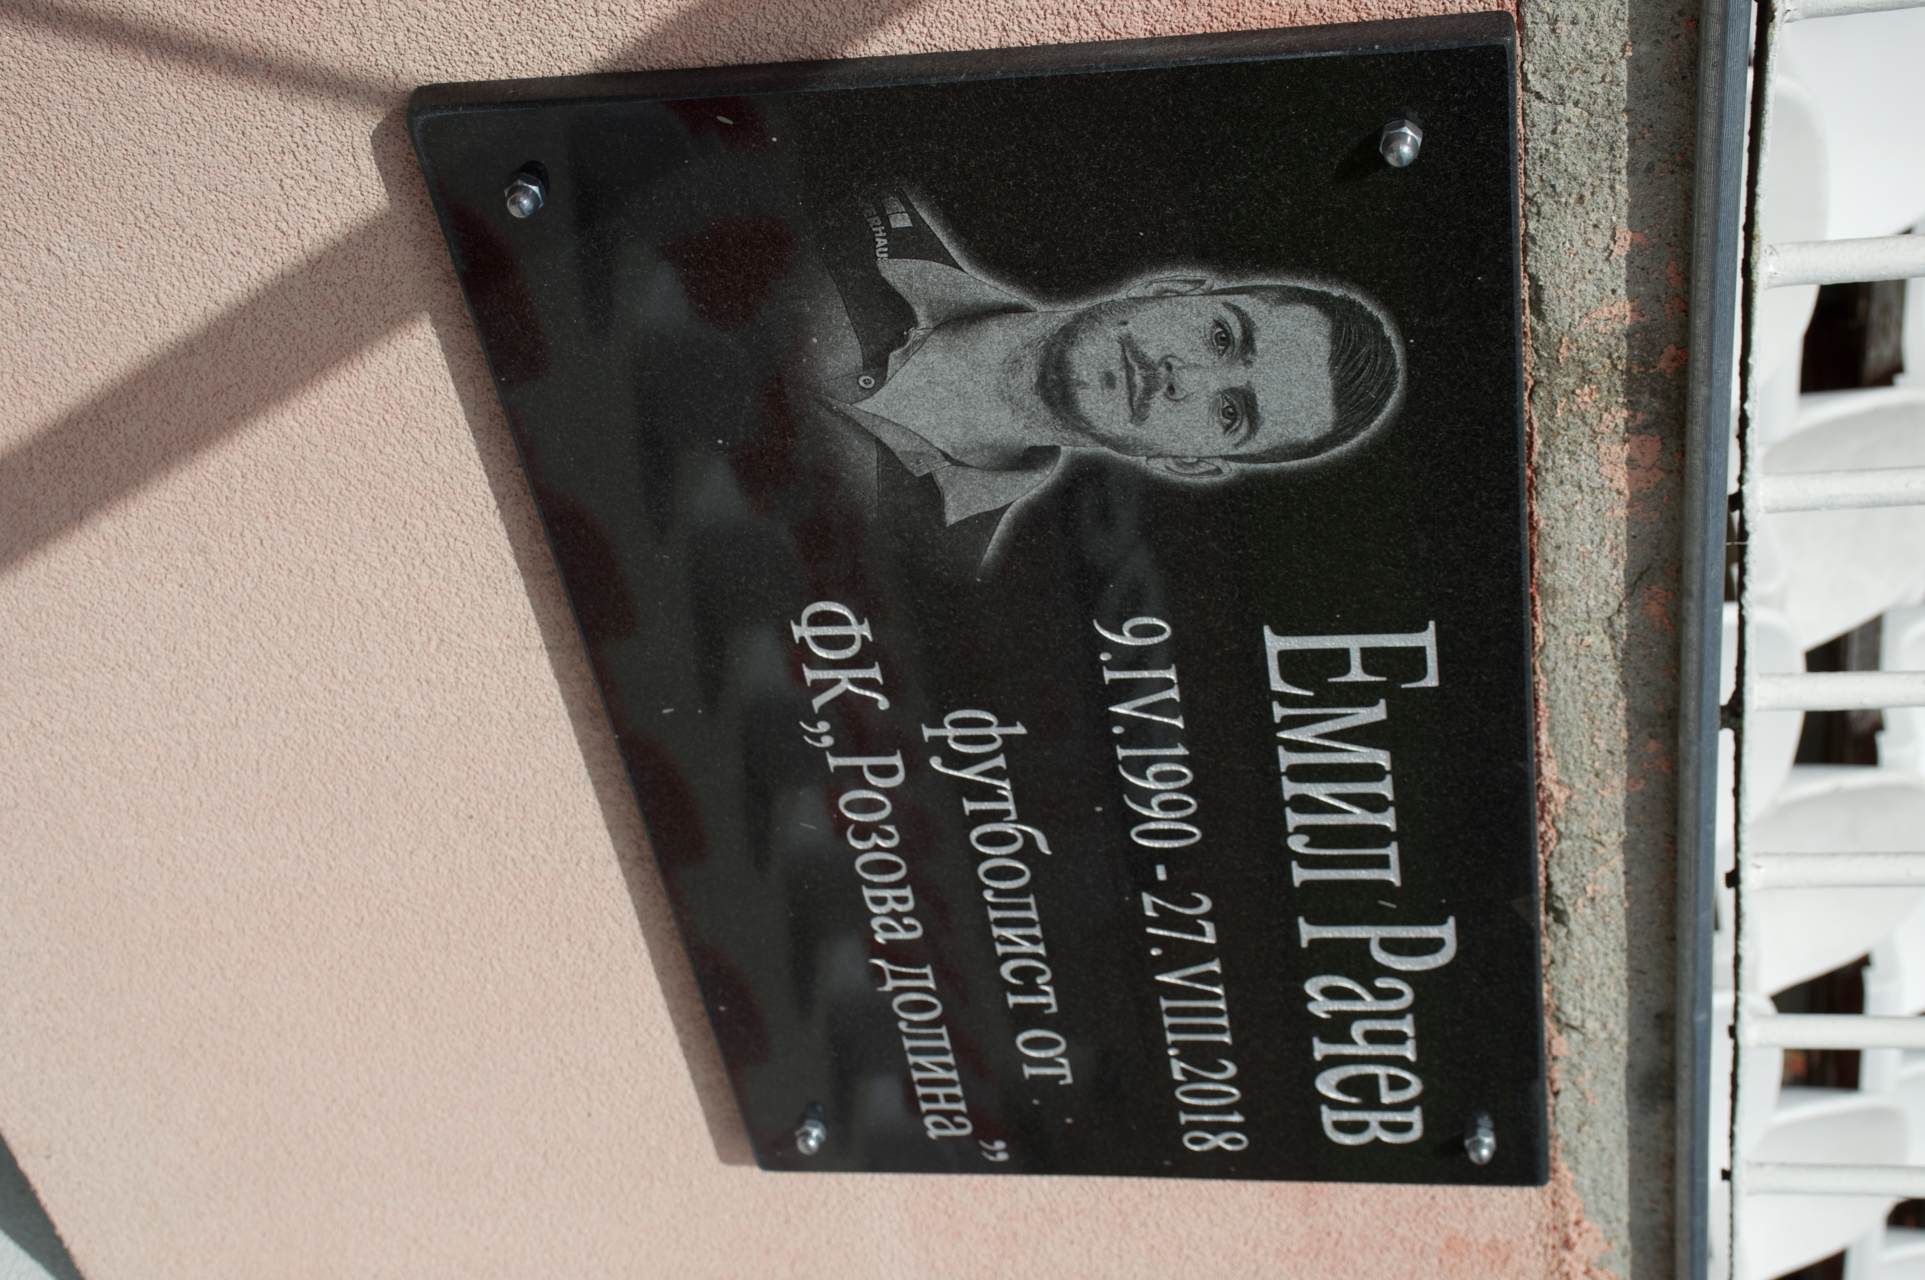 Емил Рачев
9.IV.1990 - 27.VIII.2018
футболист от
ФК „Розова долина”